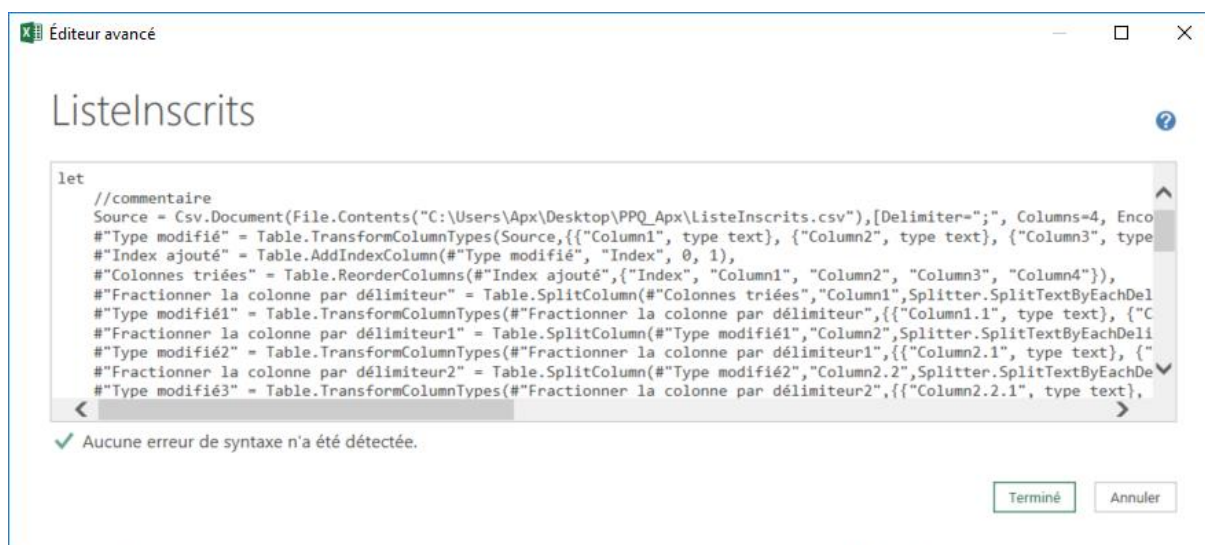 Éditeur avancé
ListeInscrits
let
//commentaire
Source = Csv.Document(File.Contents("C:\Users\Apx\Desktop\PPQ_Apx\ListeInscrits.csv"),[Delimiter=";", Columns=4, Enco
#"Type modifié" = Table.TransformColumnTypes(Source,{{"Column1", type text}, {"Column2", type text}, {"Column3", type
#"Index ajouté" = Table.AddIndexColumn(#"Type modifié", "Index", 0, 1),
#"Colonnes triées" = Table.ReorderColumns(#"Index ajouté",{"Index", "Column1", "Column2", "Column3", "Column4"}),
#"Fractionner la colonne par délimiteur" = Table.SplitColumn(#"Colonnes triées","Column1",Splitter.SplitTextByEachDel
#"Type modifié1" = Table.TransformColumnTypes(#"Fractionner la colonne par délimiteur",{{"Column1.1", type text}, {"C
#"Fractionner la colonne par délimiteur1" = Table.SplitColumn(#"Type modifié1","Column2",Splitter.SplitTextByEachDeli
#"Type modifié2" = Table.TransformColumnTypes(#"Fractionner la colonne par délimiteur1",{{"Column2.1", type text}, {"
#"Fractionner la colonne par délimiteur2" = Table.SplitColumn(#"Type modifié2","Column2.2",Splitter.SplitTextByEachDe
#"Type modifié3" = Table.TransformColumnTypes(#"Fractionner la colonne par délimiteur2",{{"Column2.2.1", type text},
Aucune erreur de syntaxe n'a été détectée.
Terminé Annuler